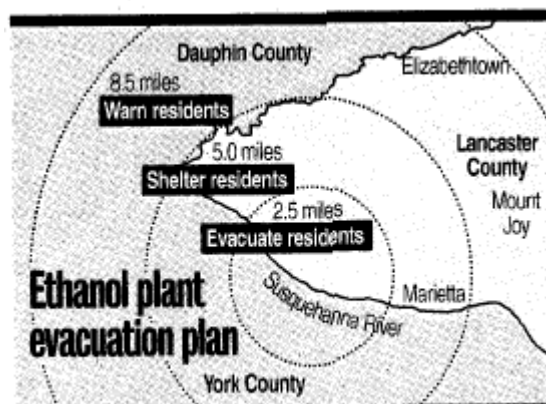 Dauphin County
8.5 miles
Warn residents
Elizabethtown
5.0 miles
Shelter residents
Lancaster
County
Mount
Joy
2.5 miles
Evacuate residents
Ethanol plant
evacuation plan
Susquehanna River
Marietta
York County